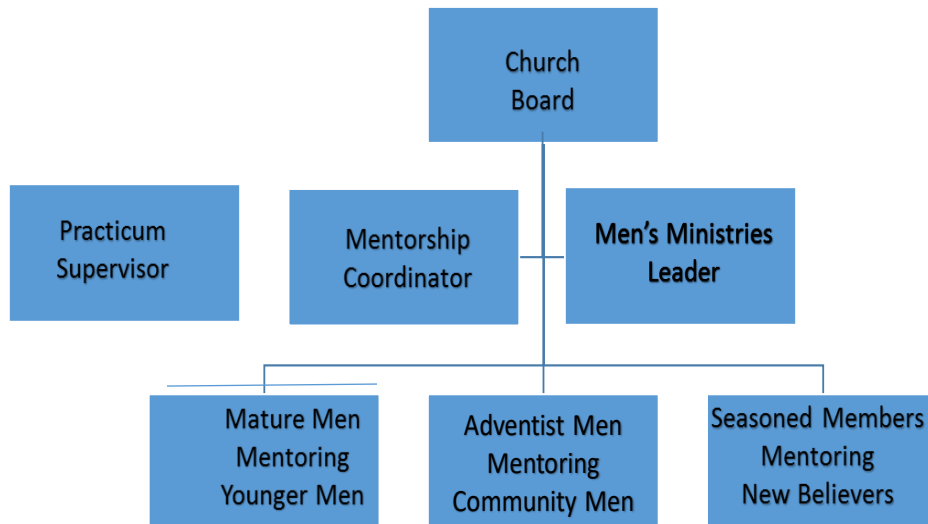 Church
Board
Practicum
Supervisor
Mentorship
Coordinator
Men's Ministries
Leader
Mature Men
Mentoring
Younger Men
Adventist Men
Mentoring
Community Men
Seasoned Members
Mentoring
New Believers